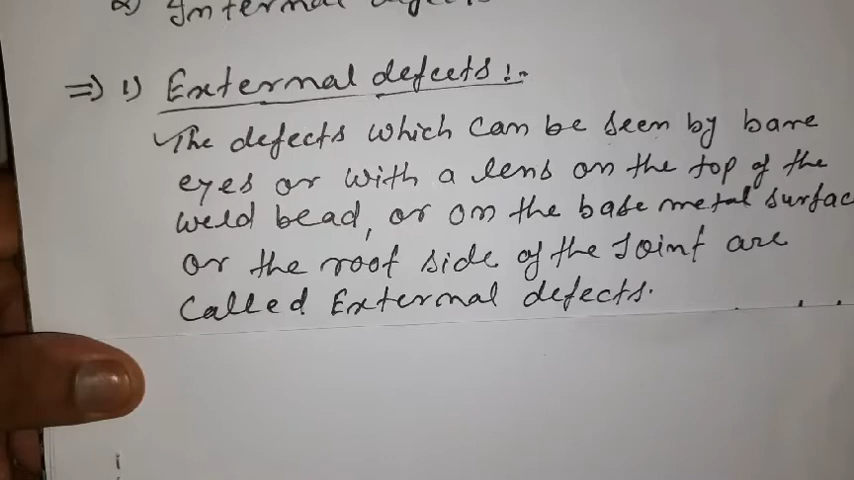 2) Internal
=> 1) External defects :-
The defects which can be seen by bare
eyes or with a lens on the top of the
weld bead, or on the base metal surfac
or the root side of the Joint are
Called External defects.